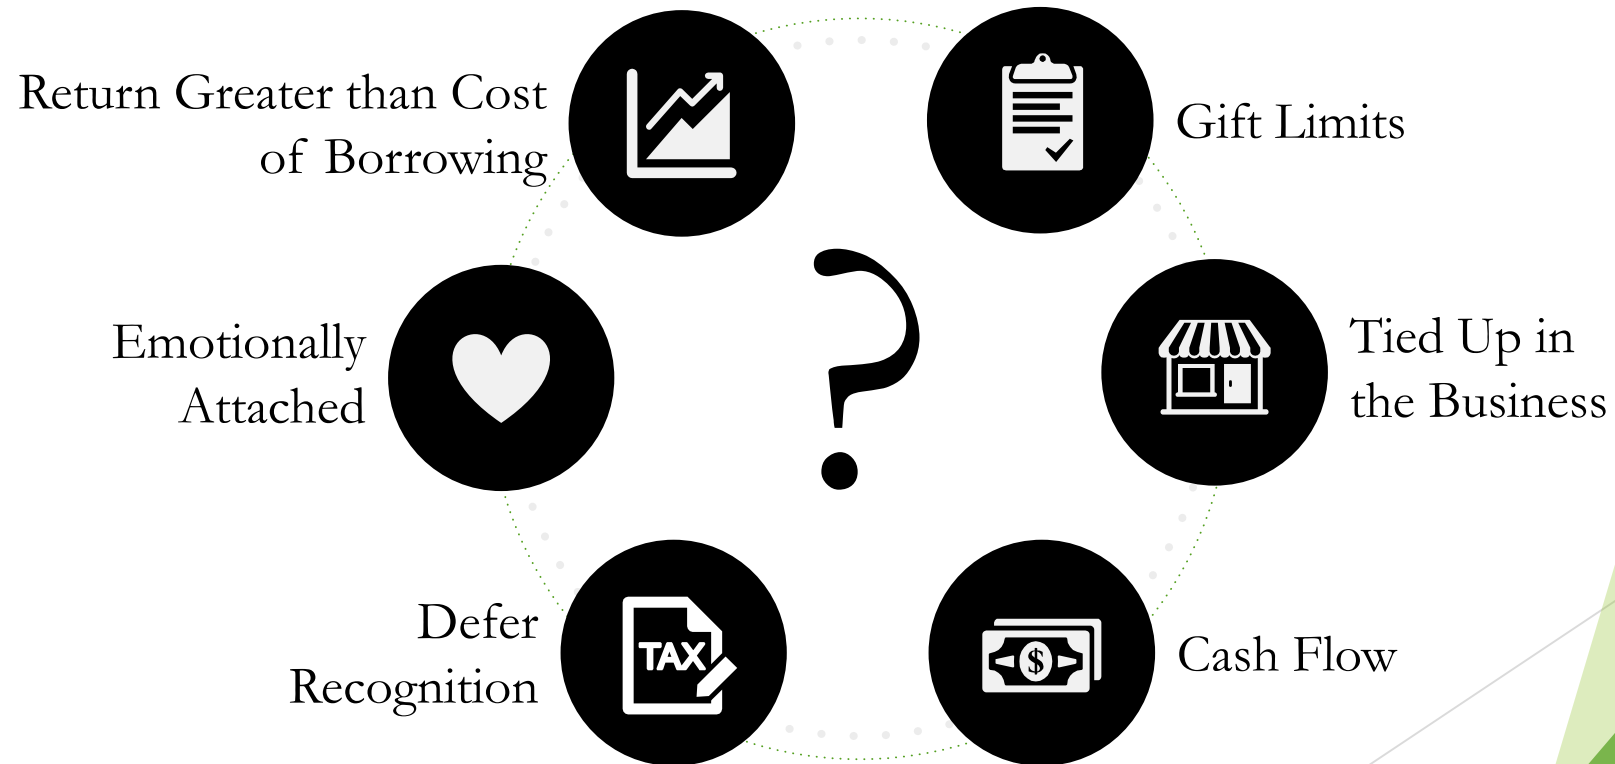 Return Greater than Cost
of Borrowing
Gift Limits
Emotionally
Attached
?
Tied Up in
the Business
Defer
Recognition
TAX
$
Cash Flow